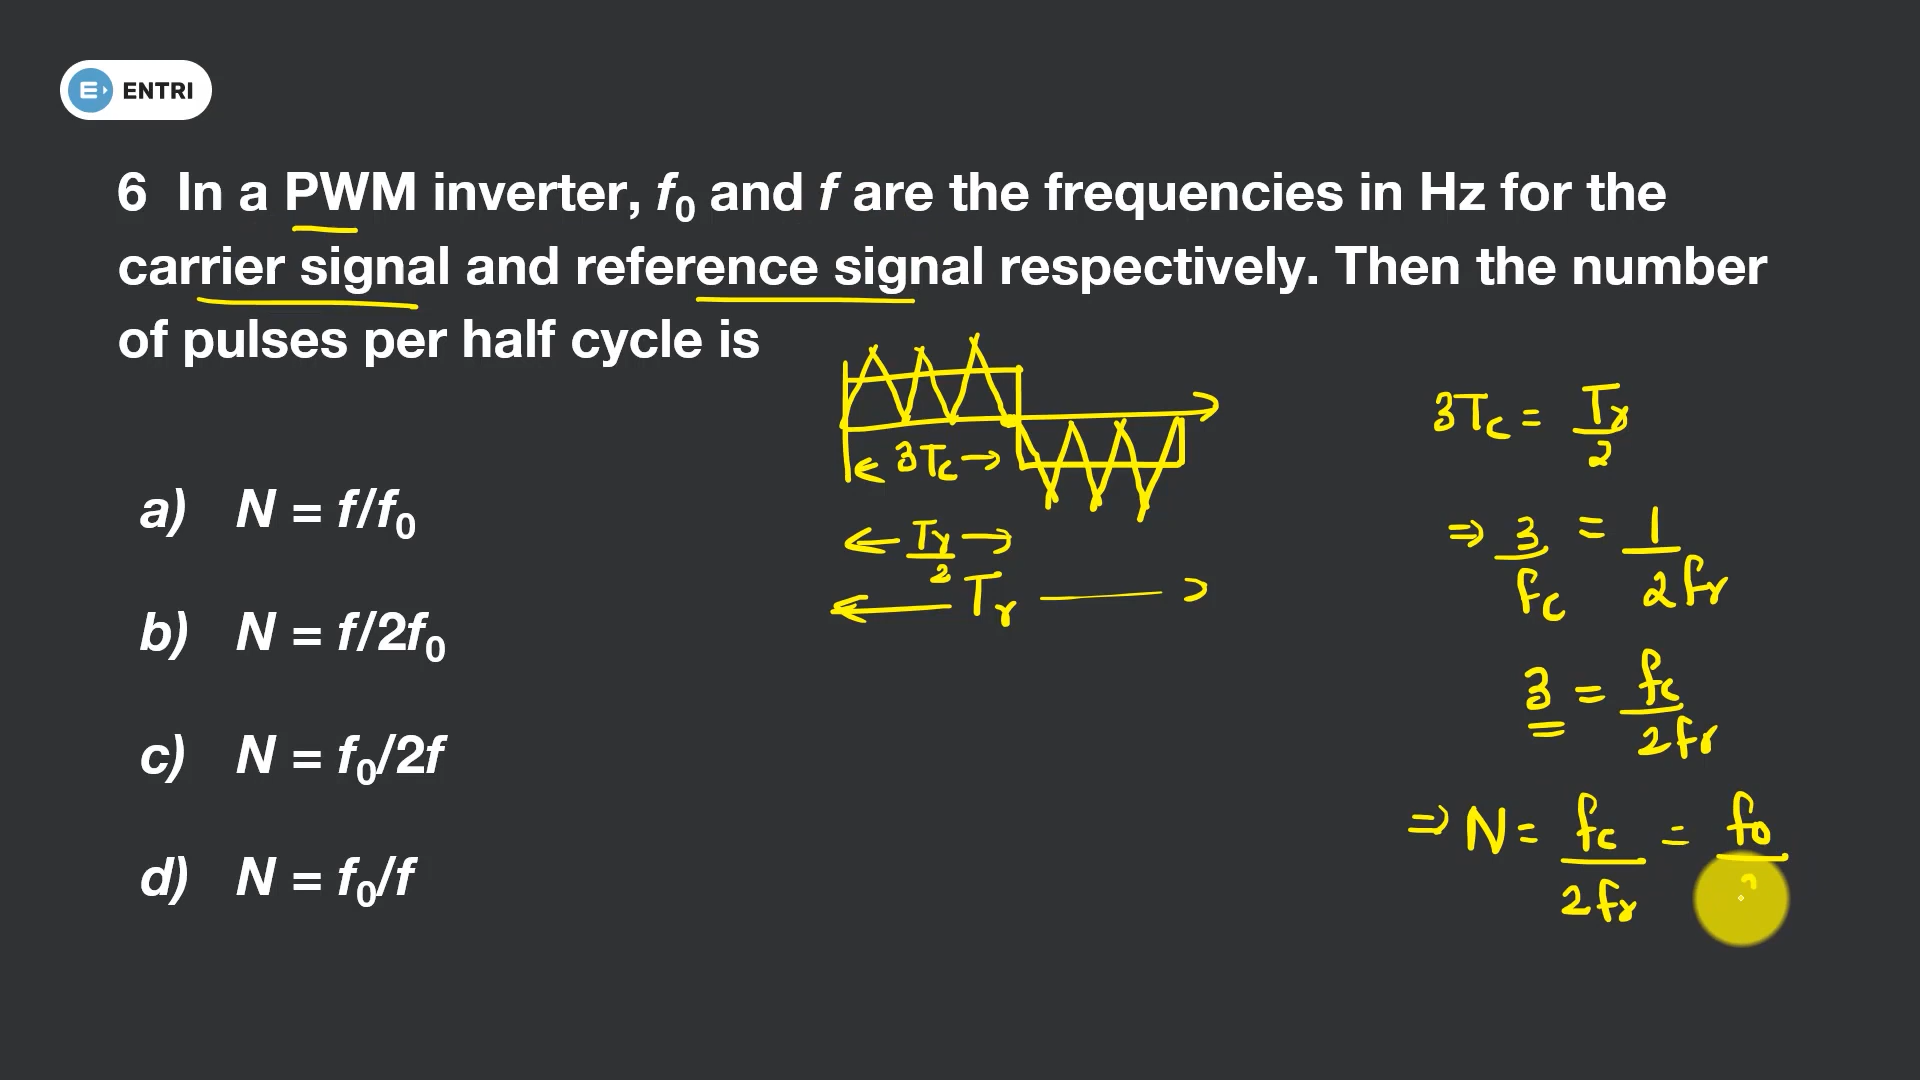 ENTRI
6 In a PWM inverter, f₀ and f are the frequencies in Hz for the
carrier signal and reference signal respectively. Then the number
of pulses per half cycle is
a) N = f/f₀
b) N = f/2f₀
c) N = f₀/2f
d) N = f₀/f
← 3Tc →
← Tr/2 →
← Tr →
3Tc = Tr/2
⇒ 3/fc = 1/2fr
3 = fc/2fr
⇒ N = fc/2fr = f₀/